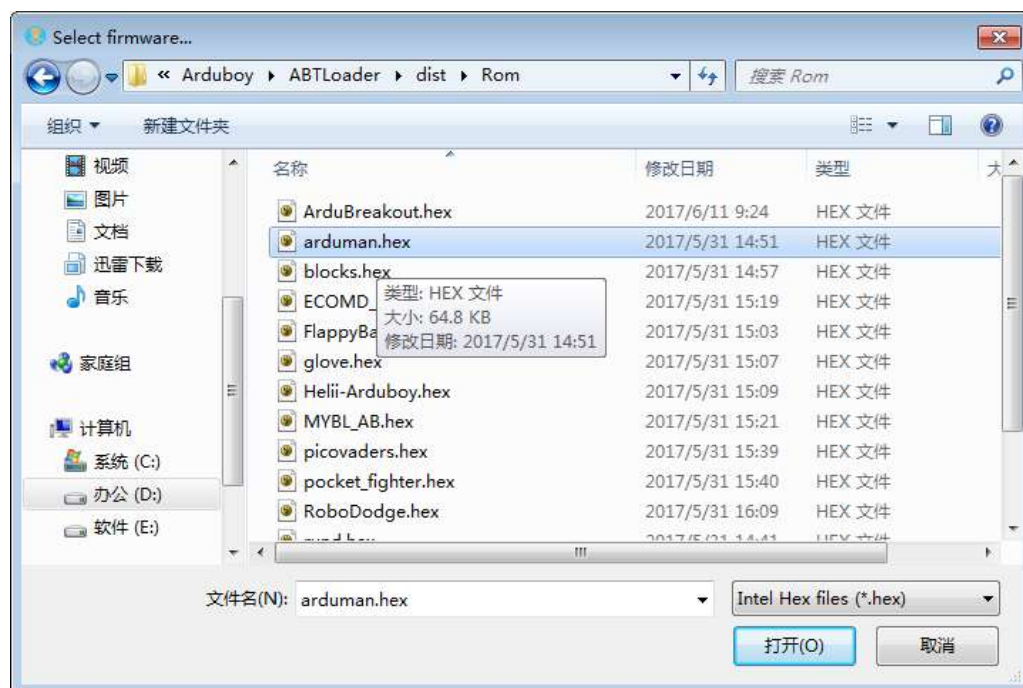 Select firmware...
« Arduboy ▸ ABTLoader ▸ dist ▸ Rom
搜索 Rom
组织 新建文件夹
视频
图片
文档
迅雷下载
音乐
家庭组
计算机
系统 (C:)
办公 (D:)
软件 (E:)
名称 修改日期 类型 大
ArduBreakout.hex 2017/6/11 9:24 HEX 文件
arduman.hex 2017/5/31 14:51 HEX 文件
blocks.hex 2017/5/31 14:57 HEX 文件
ECOMD_ 2017/5/31 15:19 HEX 文件
FlappyBa 2017/5/31 15:03 HEX 文件
glove.hex 2017/5/31 15:07 HEX 文件
Helii-Arduboy.hex 2017/5/31 15:09 HEX 文件
MYBL_AB.hex 2017/5/31 15:21 HEX 文件
picovaders.hex 2017/5/31 15:39 HEX 文件
pocket_fighter.hex 2017/5/31 15:40 HEX 文件
RoboDodge.hex 2017/5/31 16:09 HEX 文件
2017/5/31 14:41 HEX 文件
类型: HEX 文件
大小: 64.8 KB
修改日期: 2017/5/31 14:51
文件名(N): arduman.hex Intel Hex files (*.hex)
打开(O) 取消